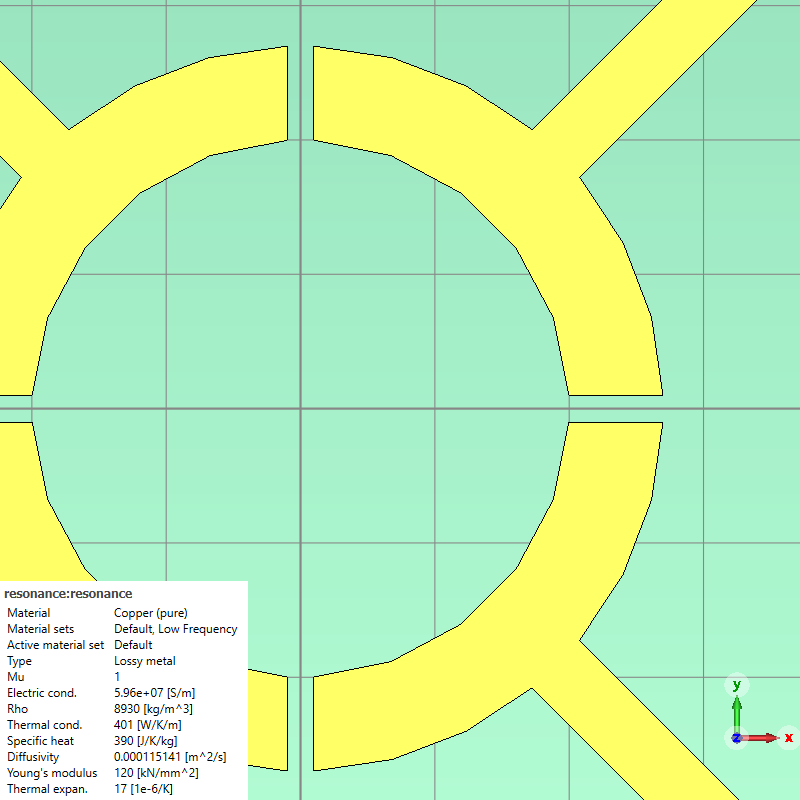 resonance:resonance
Material Copper (pure)
Material sets Default, Low Frequency
Active material set Default
Type Lossy metal
Mu 1
Electric cond. 5.96e+07 [S/m]
Rho 8930 [kg/m^3]
Thermal cond. 401 [W/K/m]
Specific heat 390 [J/K/kg]
Diffusivity 0.000115141 [m^2/s]
Young's modulus 120 [kN/mm^2]
Thermal expan. 17 [1e-6/K]
y
z x